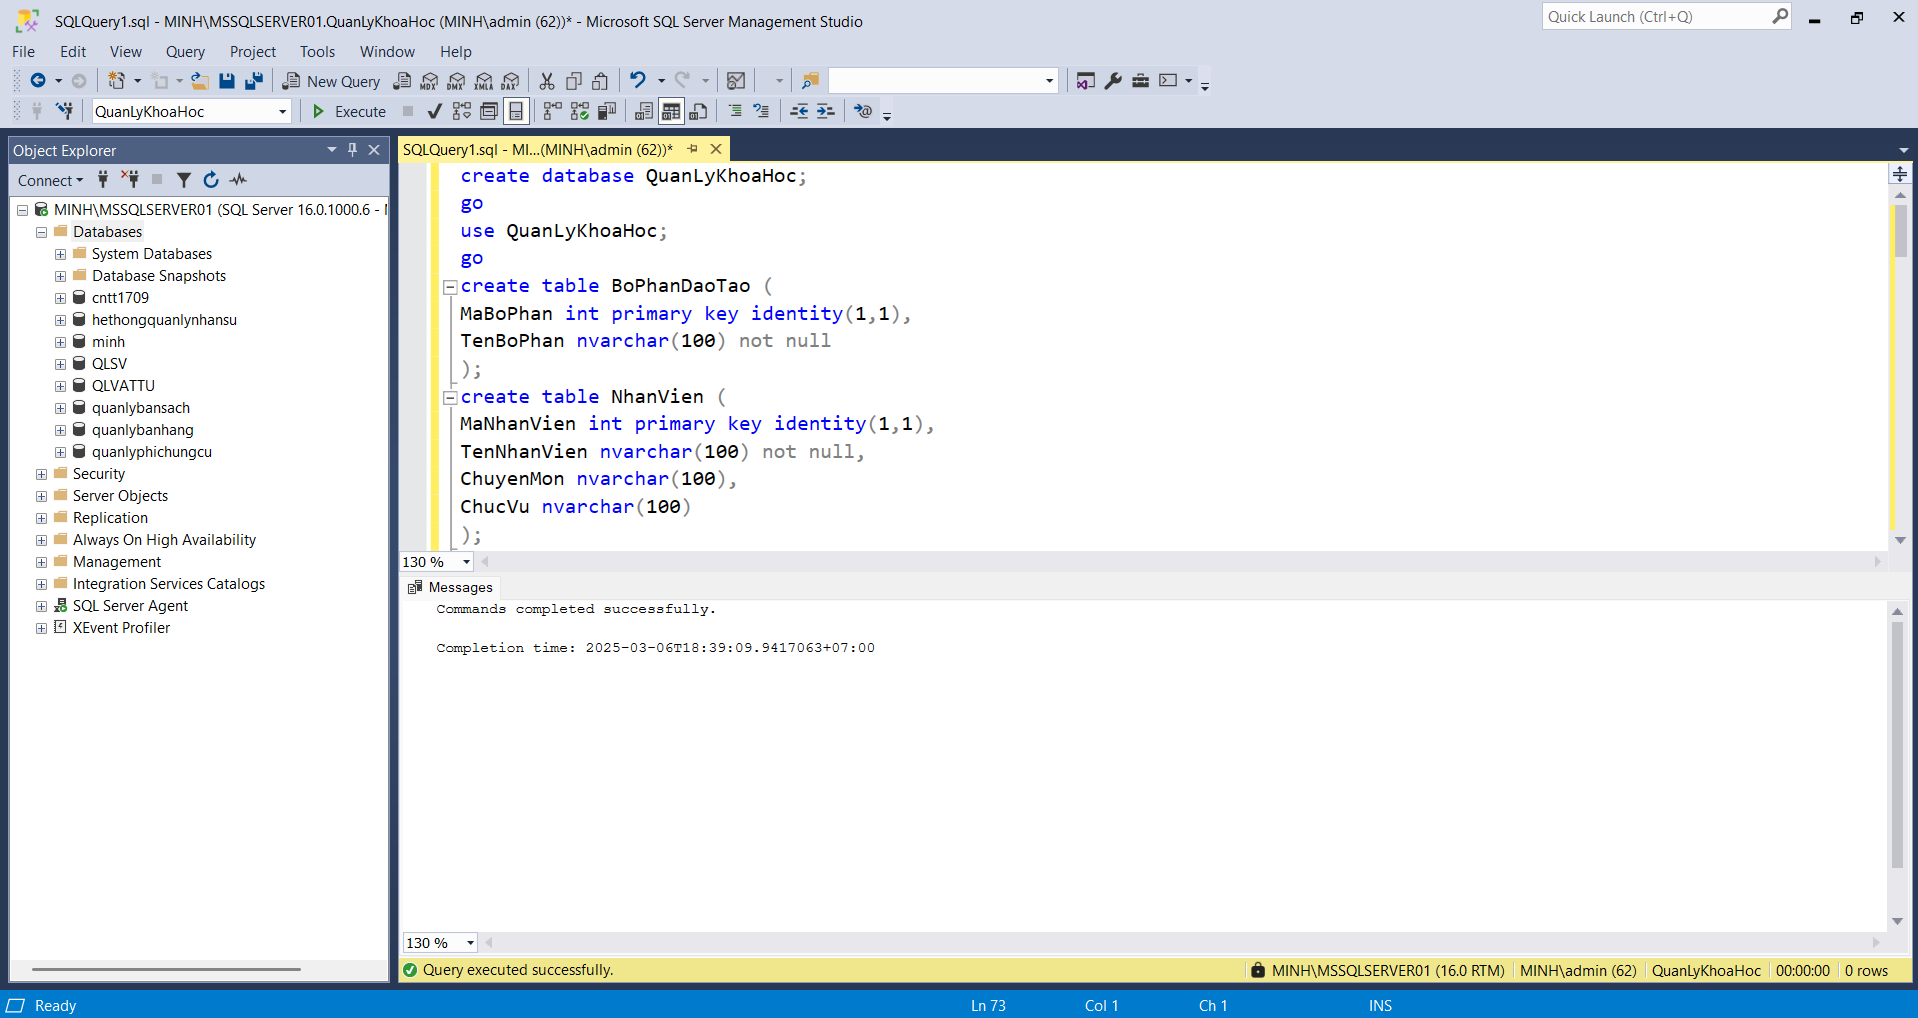 SQLQuery1.sql - MINH\MSSQLSERVER01.QuanLyKhoaHoc (MINH\admin (62))* - Microsoft SQL Server Management Studio
Quick Launch (Ctrl+Q)
File Edit View Query Project Tools Window Help
New Query MDX DMX XMLA DAX
QuanLyKhoaHoc Execute
Object Explorer
Connect
MINH\MSSQLSERVER01 (SQL Server 16.0.1000.6 -
Databases
System Databases
Database Snapshots
cntt1709
hethongquanlynhansu
minh
QLSV
QLVATTU
quanlybansach
quanlybanhang
quanlyphichungcu
Security
Server Objects
Replication
Always On High Availability
Management
Integration Services Catalogs
SQL Server Agent
XEvent Profiler
SQLQuery1.sql - MI...(MINH\admin (62))*
create database QuanLyKhoaHoc;
go
use QuanLyKhoaHoc;
go
create table BoPhanDaoTao (
MaBoPhan int primary key identity(1,1),
TenBoPhan nvarchar(100) not null
);
create table NhanVien (
MaNhanVien int primary key identity(1,1),
TenNhanVien nvarchar(100) not null,
ChuyenMon nvarchar(100),
ChucVu nvarchar(100)
);
130 %
Messages
Commands completed successfully.
Completion time: 2025-03-06T18:39:09.9417063+07:00
130 %
Query executed successfully. MINH\MSSQLSERVER01 (16.0 RTM) MINH\admin (62) QuanLyKhoaHoc 00:00:00 0 rows
Ready Ln 73 Col 1 Ch 1 INS